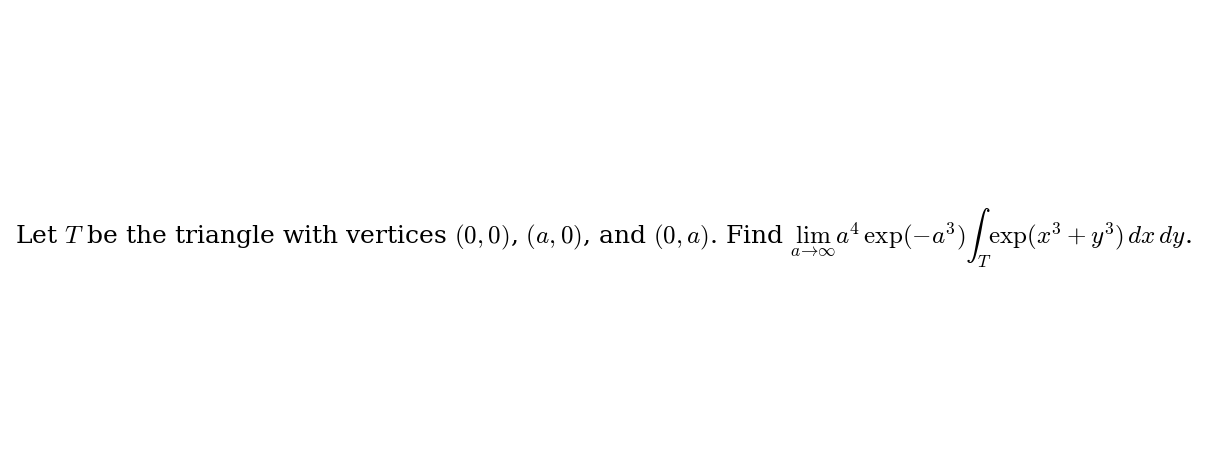 Let $T$ be the triangle with vertices $(0, 0)$, $(a, 0)$, and $(0, a)$. Find $\lim_{a \to \infty} a^4 \exp(-a^3) \int_T \exp(x^3 + y^3) \, dx \, dy$.